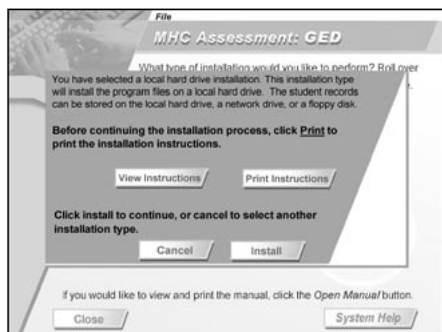 File
MHC Assessment: GED
What type of installation would you like to perform? Roll over
You have selected a local hard drive installation. This installation type
will install the program files on a local hard drive. The student records
can be stored on the local hard drive, a network drive, or a floppy disk.
Before continuing the installation process, click Print to
print the installation instructions.
View Instructions
Print Instructions
Click install to continue, or cancel to select another
installation type.
Cancel
Install
If you would like to view and print the manual, click the Open Manual button.
Close
System Help